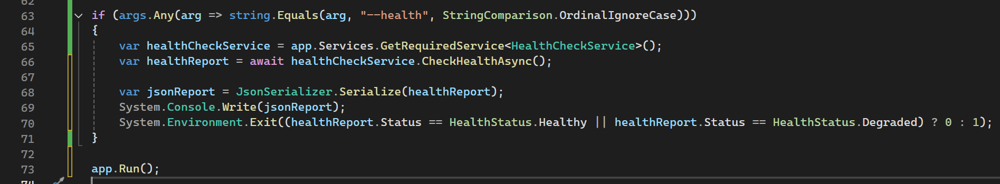 62
63 if (args.Any(arg => string.Equals(arg, "--health", StringComparison.OrdinalIgnoreCase)))
64 {
65 var healthCheckService = app.Services.GetRequiredService<HealthCheckService>();
66 var healthReport = await healthCheckService.CheckHealthAsync();
67
68 var jsonReport = JsonSerializer.Serialize(healthReport);
69 System.Console.Write(jsonReport);
70 System.Environment.Exit((healthReport.Status == HealthStatus.Healthy || healthReport.Status == HealthStatus.Degraded) ? 0 : 1);
71 }
72
73 app.Run();
74